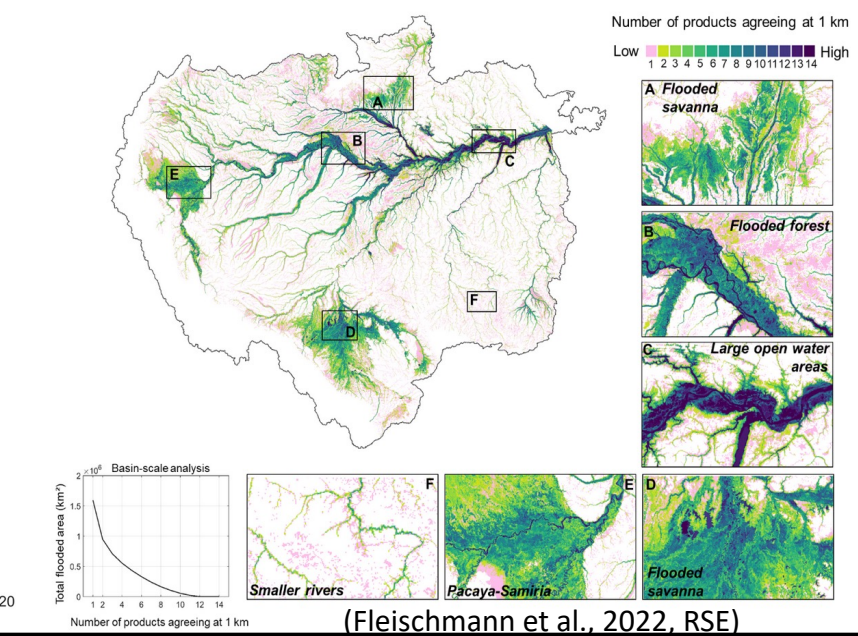 Number of products agreeing at 1 km
Low High
1 2 3 4 5 6 7 8 9 10 11 12 13 14
A Flooded
savanna
A
B
C
E
F
D
B Flooded forest
C Large open water
areas
Basin-scale analysis
×10⁶
2
1.5
1
0.5
0
Total flooded area (km²)
1 2 4 6 8 10 12 14
Number of products agreeing at 1 km
F
Smaller rivers
E
Pacaya-Samiria
D
Flooded
savanna
20
(Fleischmann et al., 2022, RSE)